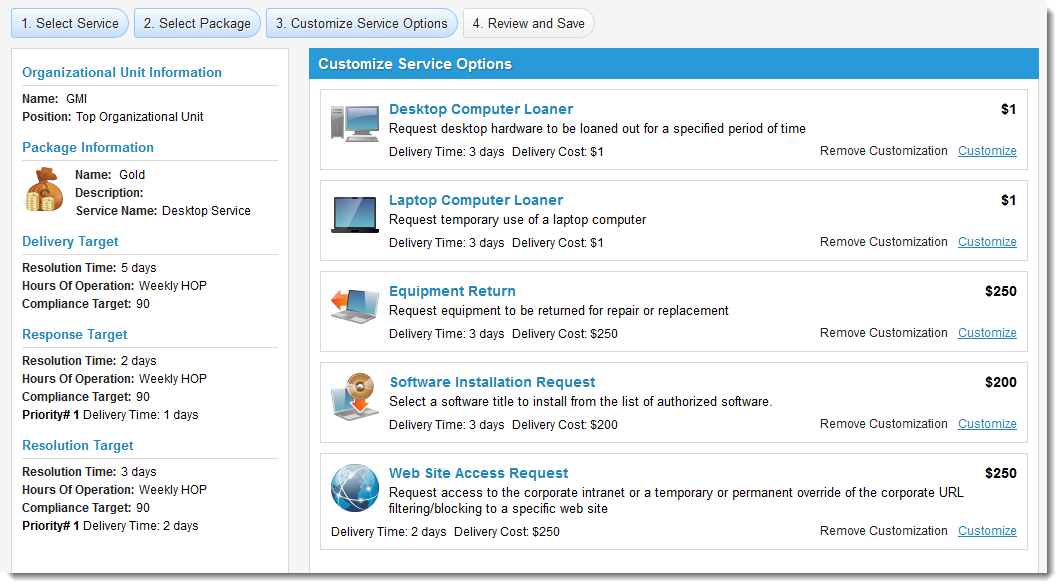 1. Select Service
2. Select Package
3. Customize Service Options
4. Review and Save
Organizational Unit Information
Name: GMI
Position: Top Organizational Unit
Package Information
Name: Gold
Description:
Service Name: Desktop Service
Delivery Target
Resolution Time: 5 days
Hours Of Operation: Weekly HOP
Compliance Target: 90
Response Target
Resolution Time: 2 days
Hours Of Operation: Weekly HOP
Compliance Target: 90
Priority# 1 Delivery Time: 1 days
Resolution Target
Resolution Time: 3 days
Hours Of Operation: Weekly HOP
Compliance Target: 90
Priority# 1 Delivery Time: 2 days
Customize Service Options
Desktop Computer Loaner $1
Request desktop hardware to be loaned out for a specified period of time
Delivery Time: 3 days Delivery Cost: $1 Remove Customization Customize
Laptop Computer Loaner $1
Request temporary use of a laptop computer
Delivery Time: 3 days Delivery Cost: $1 Remove Customization Customize
Equipment Return $250
Request equipment to be returned for repair or replacement
Delivery Time: 3 days Delivery Cost: $250 Remove Customization Customize
Software Installation Request $200
Select a software title to install from the list of authorized software.
Delivery Time: 3 days Delivery Cost: $200 Remove Customization Customize
Web Site Access Request $250
Request access to the corporate intranet or a temporary or permanent override of the corporate URL
filtering/blocking to a specific web site
Delivery Time: 2 days Delivery Cost: $250 Remove Customization Customize